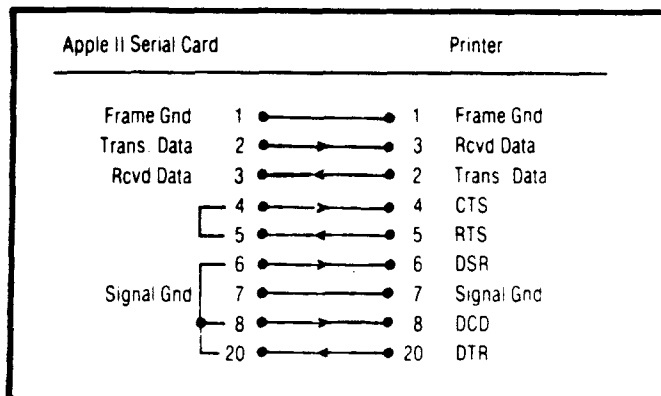 Apple II Serial Card Printer
Frame Gnd 1 1 Frame Gnd
Trans. Data 2 3 Rcvd Data
Rcvd Data 3 2 Trans Data
4 4 CTS
5 5 RTS
6 6 DSR
Signal Gnd 7 7 Signal Gnd
8 8 DCD
20 20 DTR